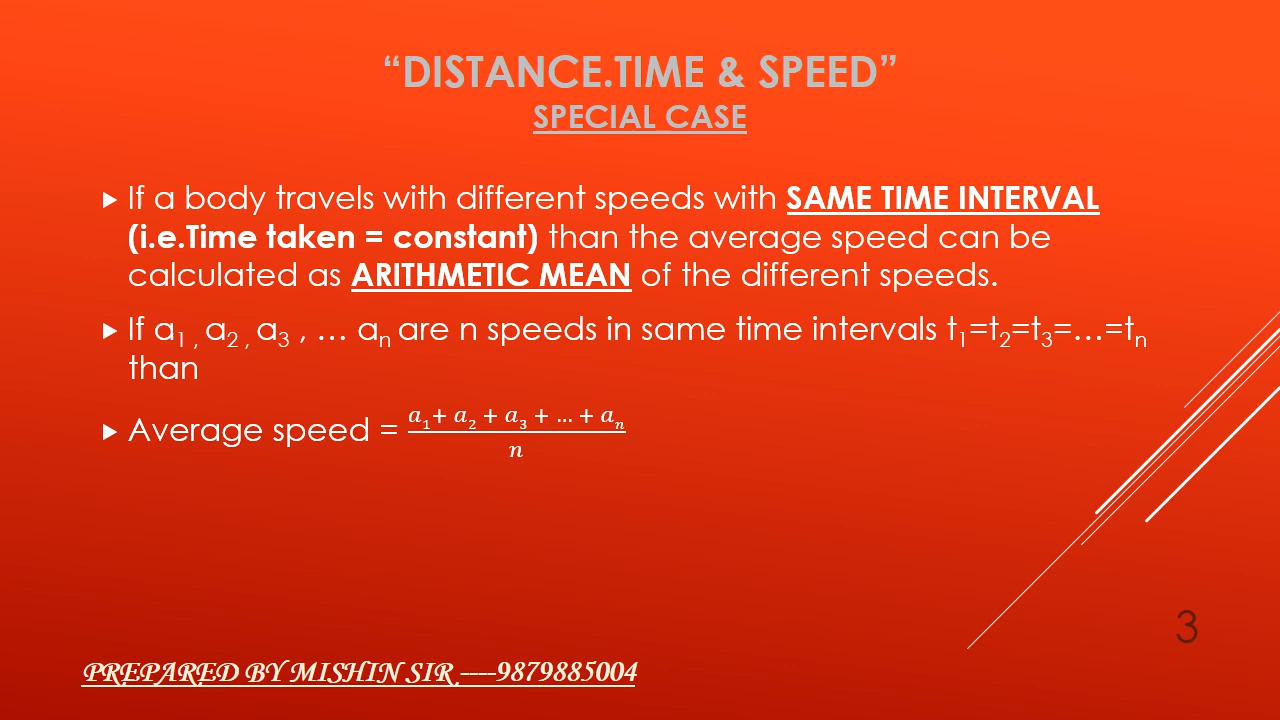 “DISTANCE.TIME & SPEED”
SPECIAL CASE
If a body travels with different speeds with SAME TIME INTERVAL
(i.e.Time taken = constant) than the average speed can be
calculated as ARITHMETIC MEAN of the different speeds.
If a₁ , a₂ , a₃ , … aₙ are n speeds in same time intervals t₁=t₂=t₃=…=tₙ
than
Average speed = (a₁+ a₂ + a₃ + … + aₙ)/n
3
PREPARED BY MISHIN SIR ----9879885004